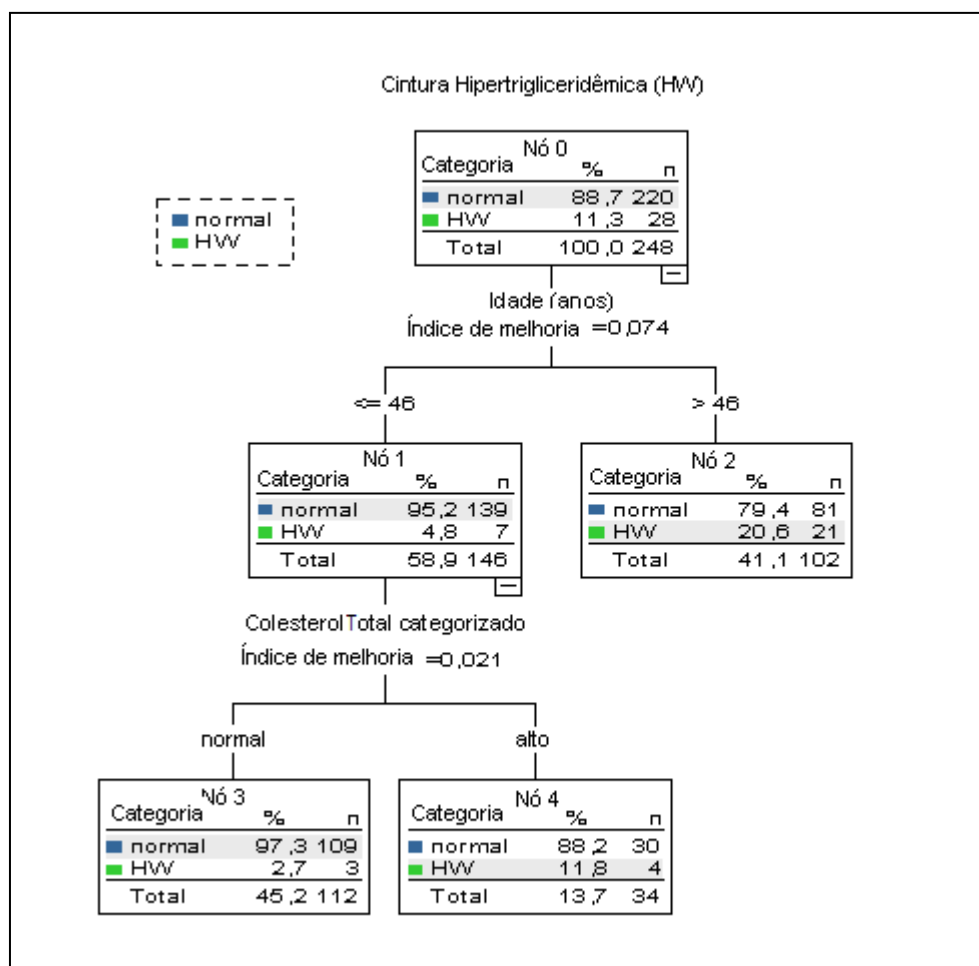 Cintura Hipertrigliceridêmica (HW)
normal
HW
Nó 0
Categoria % n
normal 88,7 220
HW 11,3 28
Total 100,0 248
Idade (anos)
Índice de melhoria =0,074
<= 46
> 46
Nó 1
Categoria % n
normal 95,2 139
HW 4,8 7
Total 58,9 146
Nó 2
Categoria % n
normal 79,4 81
HW 20,6 21
Total 41,1 102
ColesterolTotal categorizado
Índice de melhoria =0,021
normal
alto
Nó 3
Categoria % n
normal 97,3 109
HW 2,7 3
Total 45,2 112
Nó 4
Categoria % n
normal 88,2 30
HW 11,8 4
Total 13,7 34